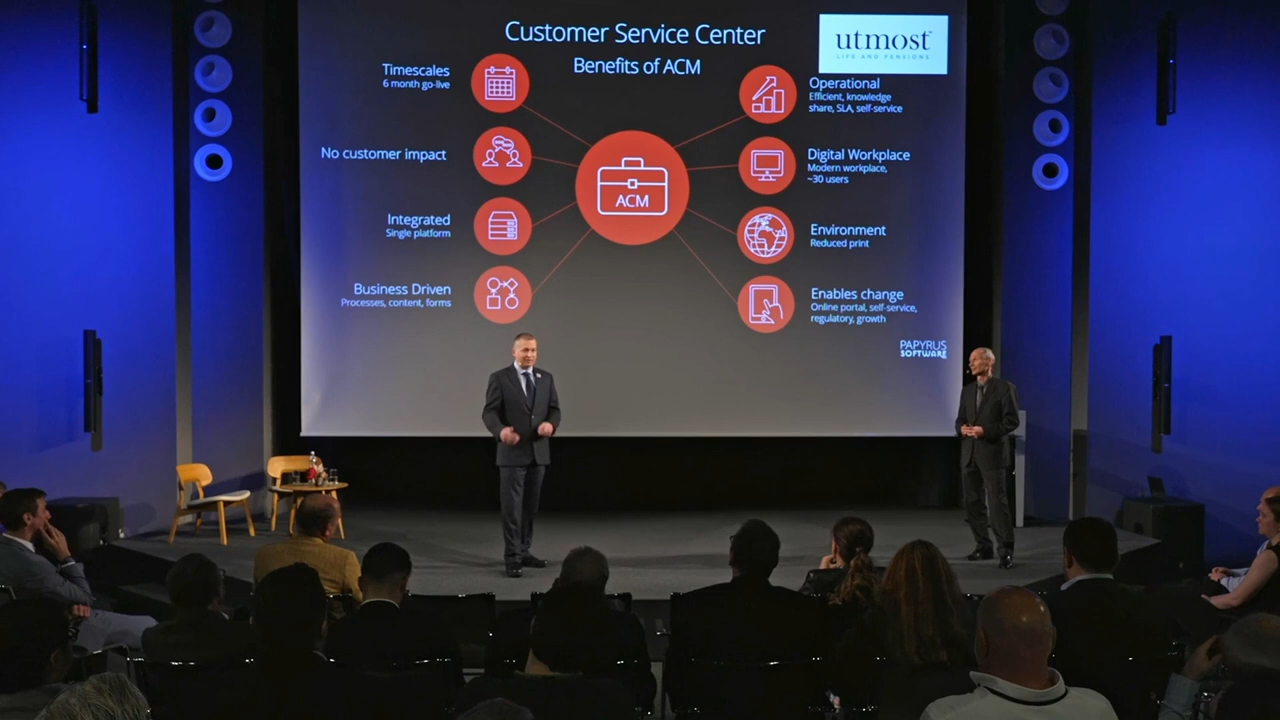 Customer Service Center
Benefits of ACM
utmost
LIFE AND PENSIONS
Timescales
6 month go-live
No customer impact
Integrated
Single platform
Business Driven
Processes, content, forms
ACM
Operational
Efficient, knowledge
share, SLA, self-service
Digital Workplace
Modern workplace,
~30 users
Environment
Reduced print
Enables change
Online portal, self-service,
regulatory, growth
PAPYRUS
SOFTWARE